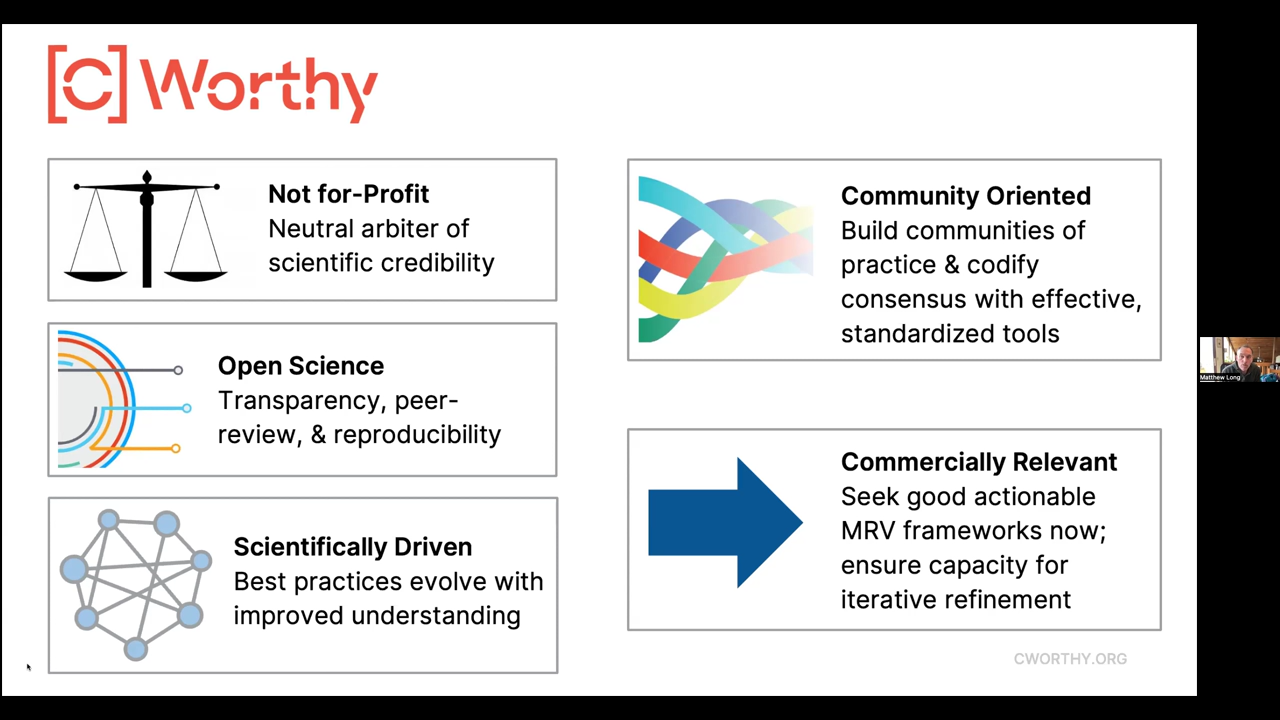 [C] Worthy
Not for-Profit
Neutral arbiter of
scientific credibility
Open Science
Transparency, peer-
review, & reproducibility
Scientifically Driven
Best practices evolve with
improved understanding
Community Oriented
Build communities of
practice & codify
consensus with effective,
standardized tools
Commercially Relevant
Seek good actionable
MRV frameworks now;
ensure capacity for
iterative refinement
CWORTHY.ORG
Matthew Long